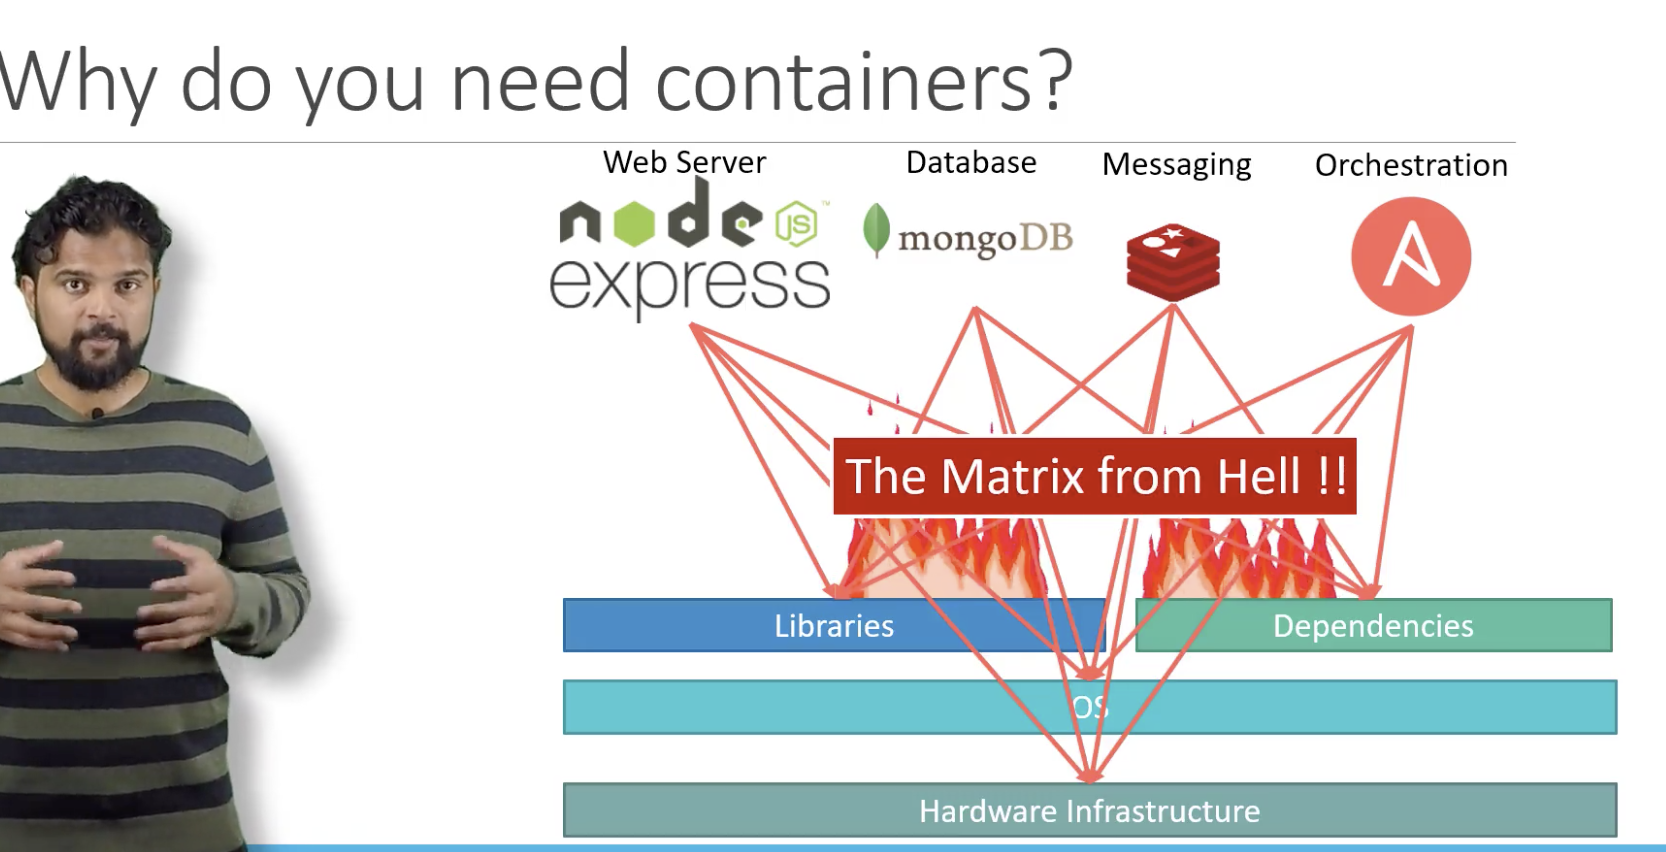 Why do you need containers?
Web Server
Database
Messaging
Orchestration
node JS ™
express
mongoDB
The Matrix from Hell !!
Libraries
Dependencies
OS
Hardware Infrastructure